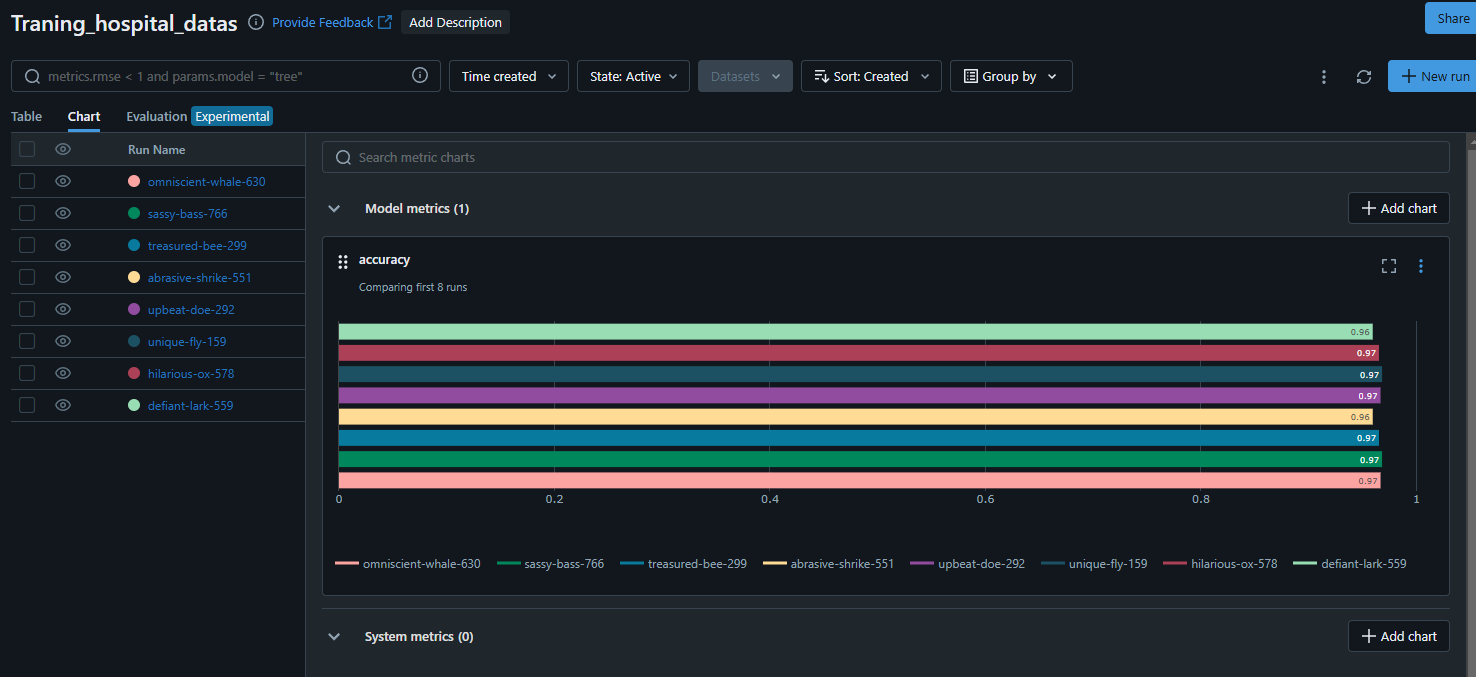 Traning_hospital_datas Provide Feedback Add Description
Share
metrics.rmse < 1 and params.model = "tree" Time created State: Active Datasets Sort: Created Group by New run
Table Chart Evaluation Experimental
Run Name
omniscient-whale-630
sassy-bass-766
treasured-bee-299
abrasive-shrike-551
upbeat-doe-292
unique-fly-159
hilarious-ox-578
defiant-lark-559
Search metric charts
Model metrics (1) Add chart
accuracy
Comparing first 8 runs
0.96
0.97
0.97
0.97
0.96
0.97
0.97
0.97
0 0.2 0.4 0.6 0.8 1
omniscient-whale-630 sassy-bass-766 treasured-bee-299 abrasive-shrike-551 upbeat-doe-292 unique-fly-159 hilarious-ox-578 defiant-lark-559
System metrics (0) Add chart